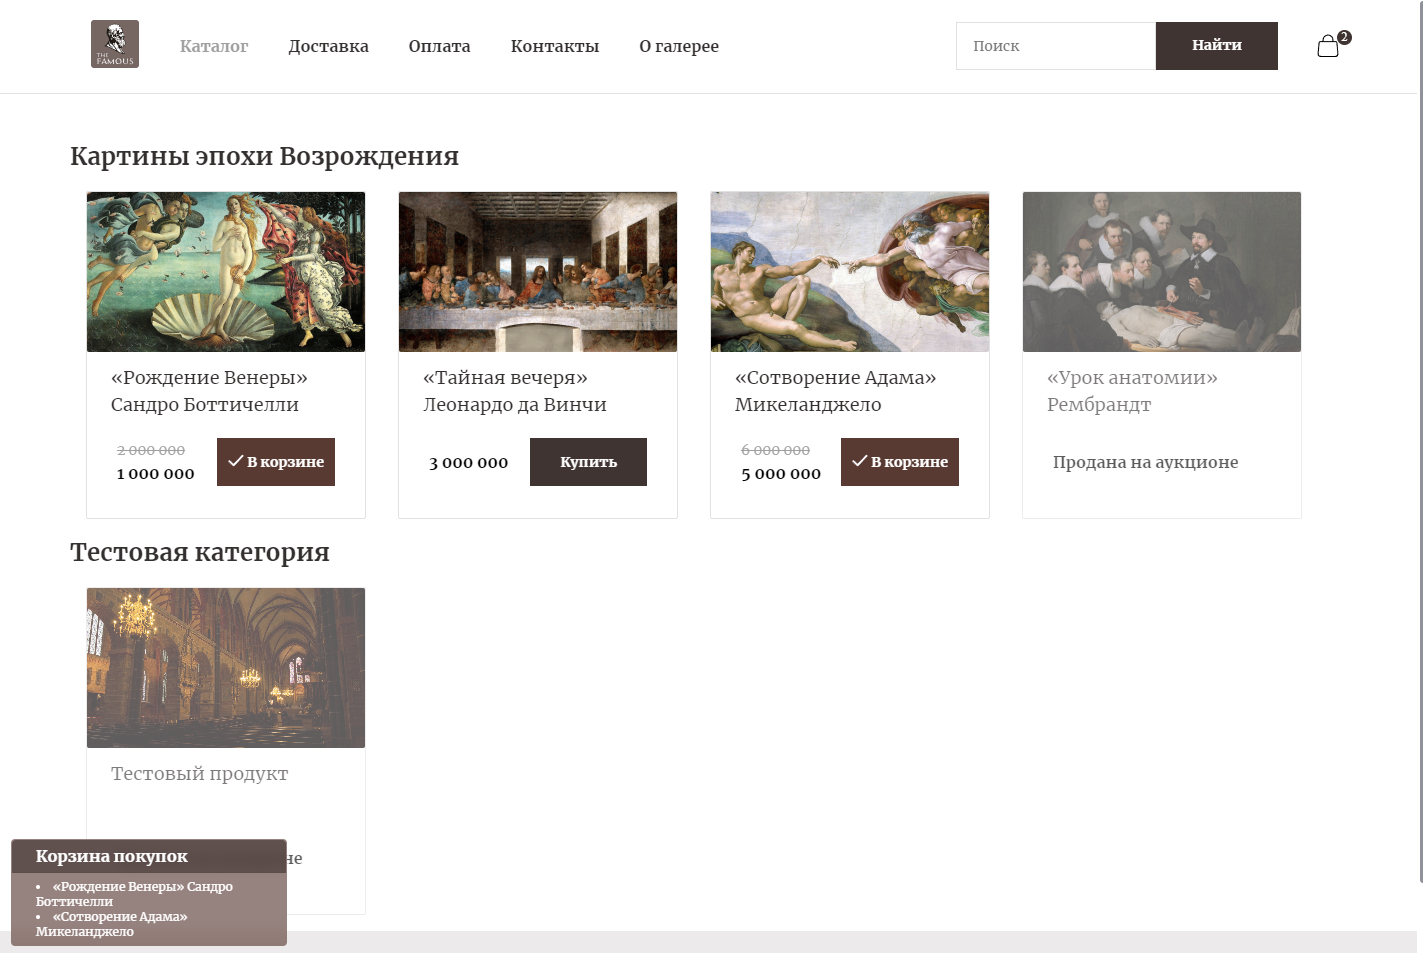 THE
FAMOUS
Каталог
Доставка
Оплата
Контакты
О галерее
Поиск
Найти
2
Картины эпохи Возрождения
«Рождение Венеры»
Сандро Боттичелли
2 000 000
1 000 000
В корзине
«Тайная вечеря»
Леонардо да Винчи
3 000 000
Купить
«Сотворение Адама»
Микеланджело
6 000 000
5 000 000
В корзине
«Урок анатомии»
Рембрандт
Продана на аукционе
Тестовая категория
Тестовый продукт
не
Корзина покупок
• «Рождение Венеры» Сандро
Боттичелли
• «Сотворение Адама»
Микеланджело